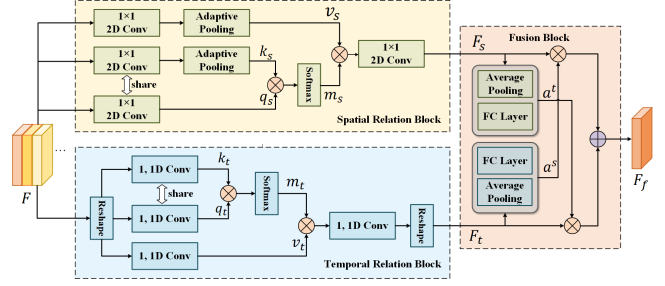 1×1
2D Conv
Adaptive
Pooling
v_s
1×1
2D Conv
Adaptive
Pooling
k_s
share
1×1
2D Conv
q_s
Softmax
m_s
1×1
2D Conv
Spatial Relation Block
F
...
Reshape
1, 1D Conv
k_t
share
1, 1D Conv
q_t
Softmax
m_t
1, 1D Conv
v_t
1, 1D Conv
Reshape
Temporal Relation Block
Fusion Block
F_s
Average
Pooling
FC Layer
a^t
FC Layer
Average
Pooling
a^s
F_t
F_f